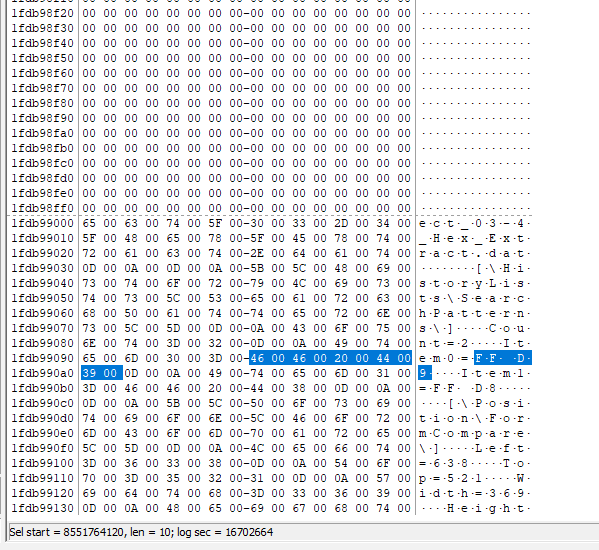 1fdb98f20 00 00 00 00 00 00 00 00-00 00 00 00 00 00 00 00 ················
1fdb98f30 00 00 00 00 00 00 00 00-00 00 00 00 00 00 00 00 ················
1fdb98f40 00 00 00 00 00 00 00 00-00 00 00 00 00 00 00 00 ················
1fdb98f50 00 00 00 00 00 00 00 00-00 00 00 00 00 00 00 00 ················
1fdb98f60 00 00 00 00 00 00 00 00-00 00 00 00 00 00 00 00 ················
1fdb98f70 00 00 00 00 00 00 00 00-00 00 00 00 00 00 00 00 ················
1fdb98f80 00 00 00 00 00 00 00 00-00 00 00 00 00 00 00 00 ················
1fdb98f90 00 00 00 00 00 00 00 00-00 00 00 00 00 00 00 00 ················
1fdb98fa0 00 00 00 00 00 00 00 00-00 00 00 00 00 00 00 00 ················
1fdb98fb0 00 00 00 00 00 00 00 00-00 00 00 00 00 00 00 00 ················
1fdb98fc0 00 00 00 00 00 00 00 00-00 00 00 00 00 00 00 00 ················
1fdb98fd0 00 00 00 00 00 00 00 00-00 00 00 00 00 00 00 00 ················
1fdb98fe0 00 00 00 00 00 00 00 00-00 00 00 00 00 00 00 00 ················
1fdb98ff0 00 00 00 00 00 00 00 00-00 00 00 00 00 00 00 00 ················
1fdb99000 65 00 63 00 74 00 5F 00-30 00 33 00 2D 00 34 00 e·c·t·_·0·3·-·4·
1fdb99010 5F 00 48 00 65 00 78 00-5F 00 45 00 78 00 74 00 _·H·e·x·_·E·x·t·
1fdb99020 72 00 61 00 63 00 74 00-2E 00 64 00 61 00 74 00 r·a·c·t·.·d·a·t·
1fdb99030 0D 00 0A 00 0D 00 0A 00-5B 00 5C 00 48 00 69 00 ········[·\·H·i·
1fdb99040 73 00 74 00 6F 00 72 00-79 00 4C 00 69 00 73 00 s·t·o·r·y·L·i·s·
1fdb99050 74 00 73 00 5C 00 53 00-65 00 61 00 72 00 63 00 t·s·\·S·e·a·r·c·
1fdb99060 68 00 50 00 61 00 74 00-74 00 65 00 72 00 6E 00 h·P·a·t·t·e·r·n·
1fdb99070 73 00 5C 00 5D 00 0D 00-0A 00 43 00 6F 00 75 00 s·\·]·····C·o·u·
1fdb99080 6E 00 74 00 3D 00 32 00-0D 00 0A 00 49 00 74 00 n·t·=·2·····I·t·
1fdb99090 65 00 6D 00 30 00 3D 00-46 00 46 00 20 00 44 00 e·m·0·=·F·F· ·D·
1fdb990a0 39 00 0D 00 0A 00 49 00-74 00 65 00 6D 00 31 00 9·····I·t·e·m·1·
1fdb990b0 3D 00 46 00 46 00 20 00-44 00 38 00 0D 00 0A 00 =·F·F· ·D·8·····
1fdb990c0 0D 00 0A 00 5B 00 5C 00-50 00 6F 00 73 00 69 00 ····[·\·P·o·s·i·
1fdb990d0 74 00 69 00 6F 00 6E 00-5C 00 46 00 6F 00 72 00 t·i·o·n·\·F·o·r·
1fdb990e0 6D 00 43 00 6F 00 6D 00-70 00 61 00 72 00 65 00 m·C·o·m·p·a·r·e·
1fdb990f0 5C 00 5D 00 0D 00 0A 00-4C 00 65 00 66 00 74 00 \·]·····L·e·f·t·
1fdb99100 3D 00 36 00 33 00 38 00-0D 00 0A 00 54 00 6F 00 =·6·3·8·····T·o·
1fdb99110 70 00 3D 00 35 00 32 00-31 00 0D 00 0A 00 57 00 p·=·5·2·1·····W·
1fdb99120 69 00 64 00 74 00 68 00-3D 00 33 00 36 00 39 00 i·d·t·h·=·3·6·9·
1fdb99130 0D 00 0A 00 48 00 65 00-69 00 67 00 68 00 74 00 ····H·e·i·g·h·t·
Sel start = 8551764120, len = 10; log sec = 16702664